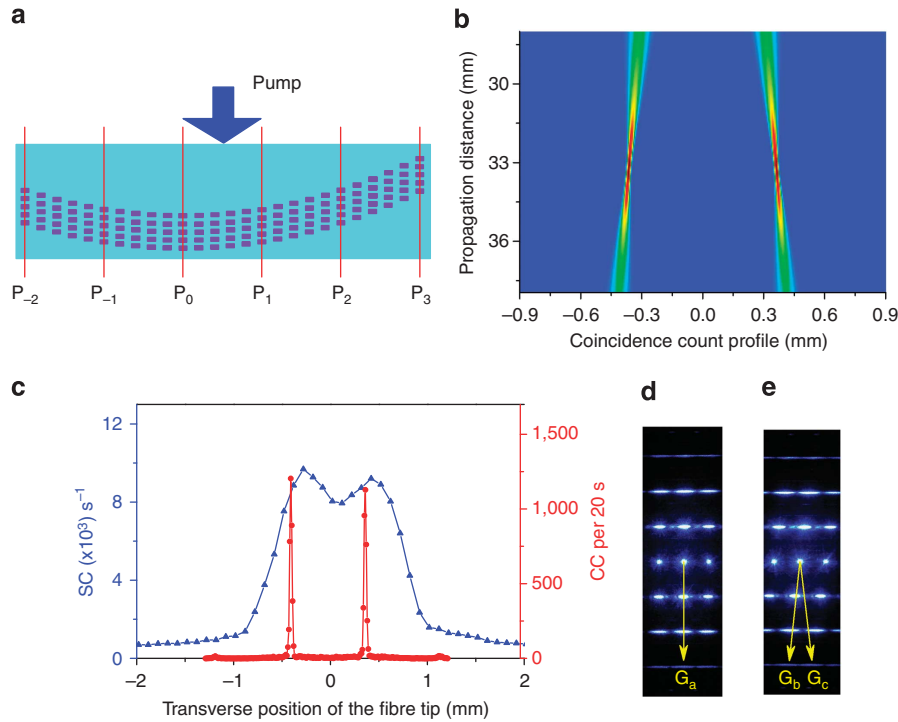 a
Pump
P₋₂ P₋₁ P₀ P₁ P₂ P₃
b
Propagation distance (mm)
30
33
36
−0.9 −0.6 −0.3 0.0 0.3 0.6 0.9
Coincidence count profile (mm)
c
SC (x10³) s⁻¹
12
8
4
0
1,500
1,000
500
0
CC per 20 s
−2 −1 0 1 2
Transverse position of the fibre tip (mm)
d
Gₐ
e
G_b G_c